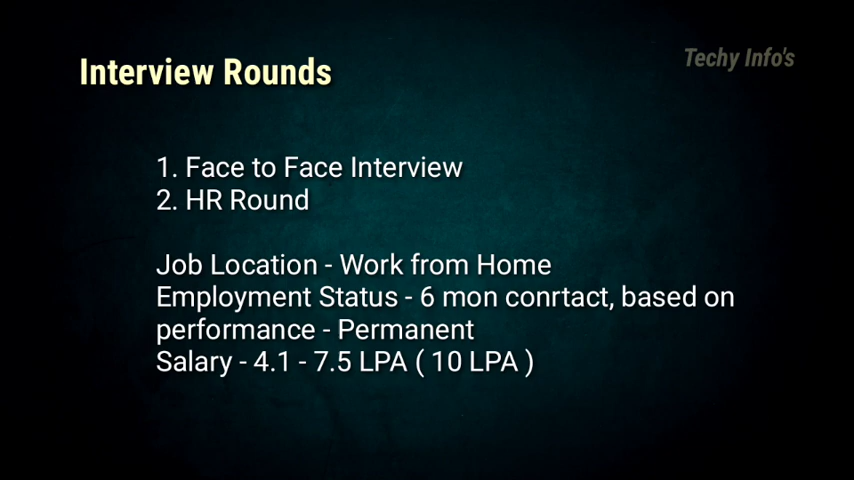 Techy Info's
Interview Rounds
1. Face to Face Interview
2. HR Round
Job Location - Work from Home
Employment Status - 6 mon conrtact, based on
performance - Permanent
Salary - 4.1 - 7.5 LPA ( 10 LPA )